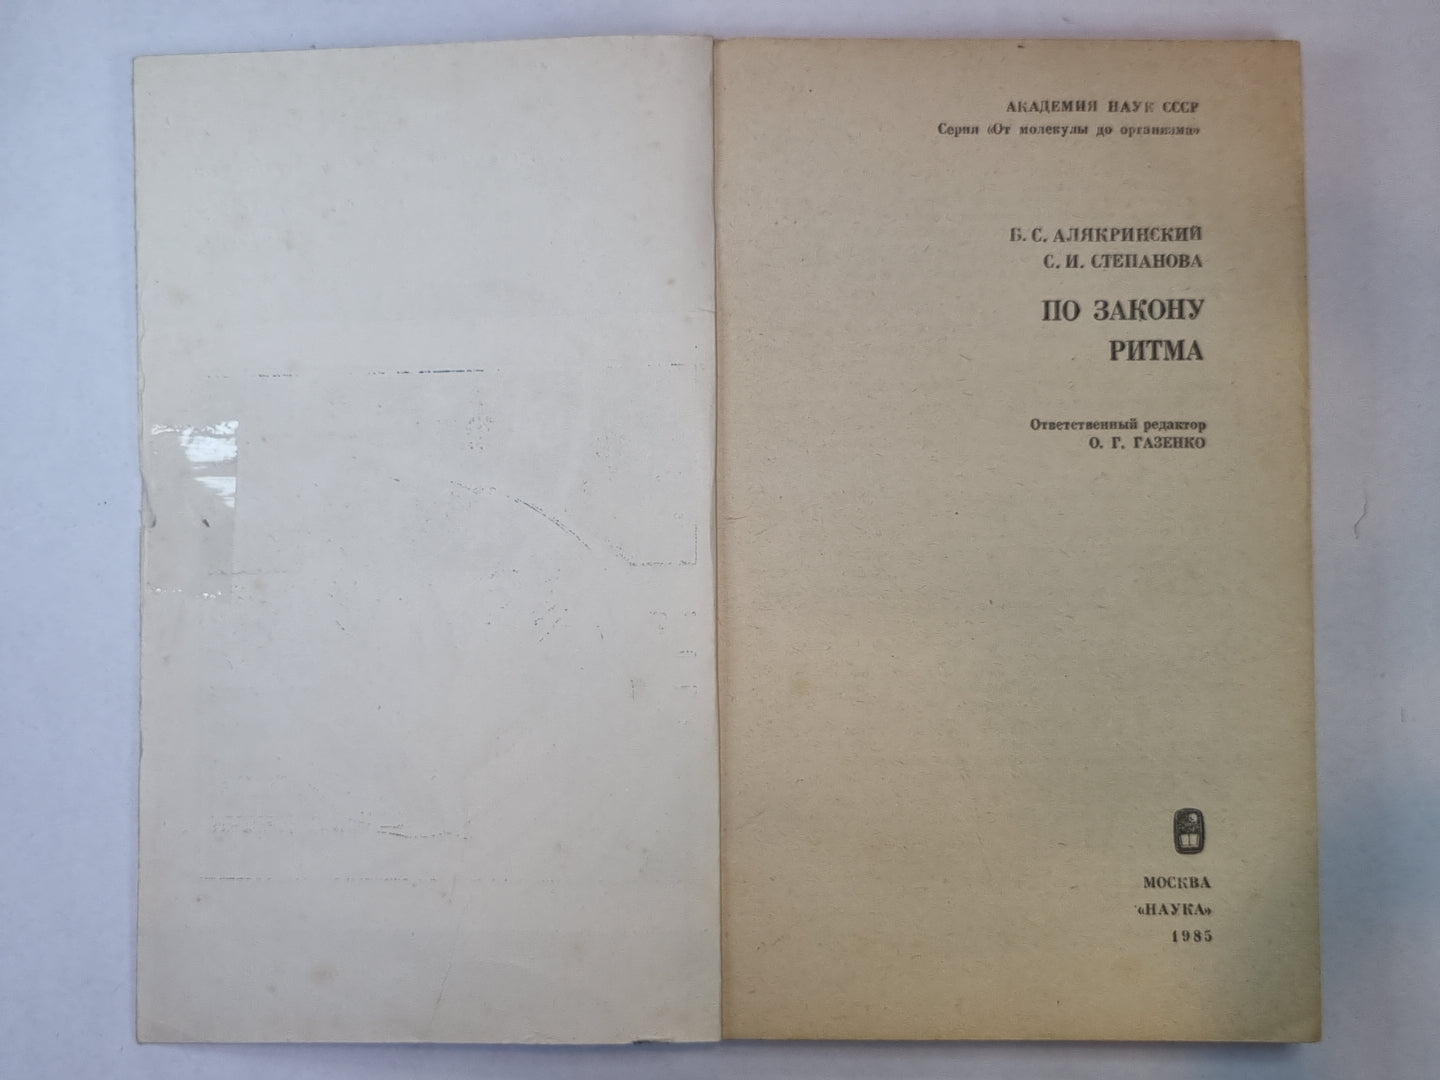 АКАДЕМИЯ НАУК СССР
Серия «От молекулы до организма»
Б. С. АЛЯКРИНСКИЙ
С. И. СТЕПАНОВА
ПО ЗАКОНУ
РИТМА
Ответственный редактор
О. Г. ГАЗЕНКО
МОСКВА
«НАУКА»
1985